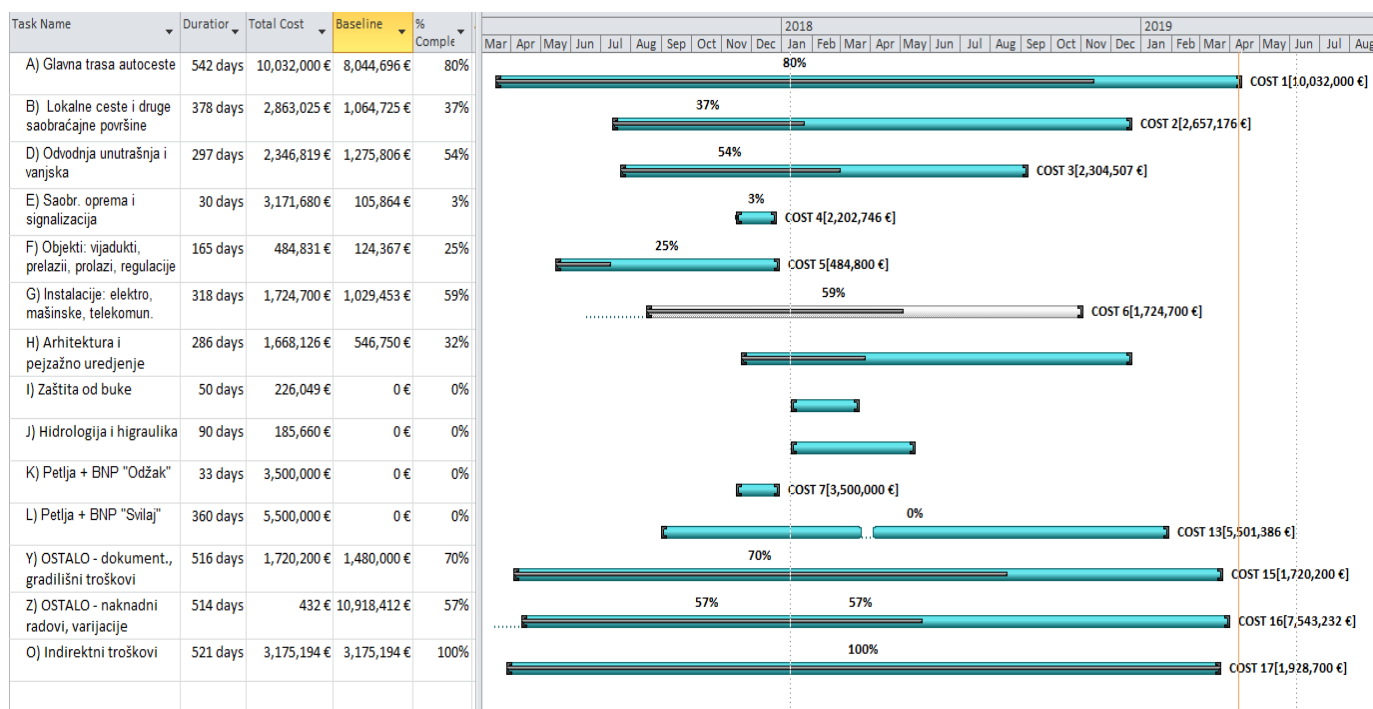 Task Name Duration Total Cost Baseline % Comple
2018 2019
Mar Apr May Jun Jul Aug Sep Oct Nov Dec Jan Feb Mar Apr May Jun Jul Aug Sep Oct Nov Dec Jan Feb Mar Apr May Jun Jul Aug
A) Glavna trasa autoceste 542 days 10,032,000 € 8,044,696 € 80%
80%
COST 1[10,032,000 €]
B) Lokalne ceste i druge
saobraćajne površine
378 days 2,863,025 € 1,064,725 € 37%
37%
COST 2[2,657,176 €]
D) Odvodnja unutrašnja i
vanjska
297 days 2,346,819 € 1,275,806 € 54%
54%
COST 3[2,304,507 €]
E) Saobr. oprema i
signalizacija
30 days 3,171,680 € 105,864 € 3%
3%
COST 4[2,202,746 €]
F) Objekti: vijadukti,
prelazii, prolazi, regulacije
165 days 484,831 € 124,367 € 25%
25%
COST 5[484,800 €]
G) Instalacije: elektro,
mašinske, telekomun.
318 days 1,724,700 € 1,029,453 € 59%
59%
COST 6[1,724,700 €]
H) Arhitektura i
pejzažno uredjenje
286 days 1,668,126 € 546,750 € 32%
I) Zaštita od buke 50 days 226,049 € 0 € 0%
J) Hidrologija i higraulika 90 days 185,660 € 0 € 0%
K) Petlja + BNP "Odžak" 33 days 3,500,000 € 0 € 0%
COST 7[3,500,000 €]
L) Petlja + BNP "Svilaj" 360 days 5,500,000 € 0 € 0%
0%
COST 13[5,501,386 €]
Y) OSTALO - dokument.,
gradilišni troškovi
516 days 1,720,200 € 1,480,000 € 70%
70%
COST 15[1,720,200 €]
Z) OSTALO - naknadni
radovi, varijacije
514 days 432 € 10,918,412 € 57%
57% 57%
COST 16[7,543,232 €]
O) Indirektni troškovi 521 days 3,175,194 € 3,175,194 € 100%
100%
COST 17[1,928,700 €]